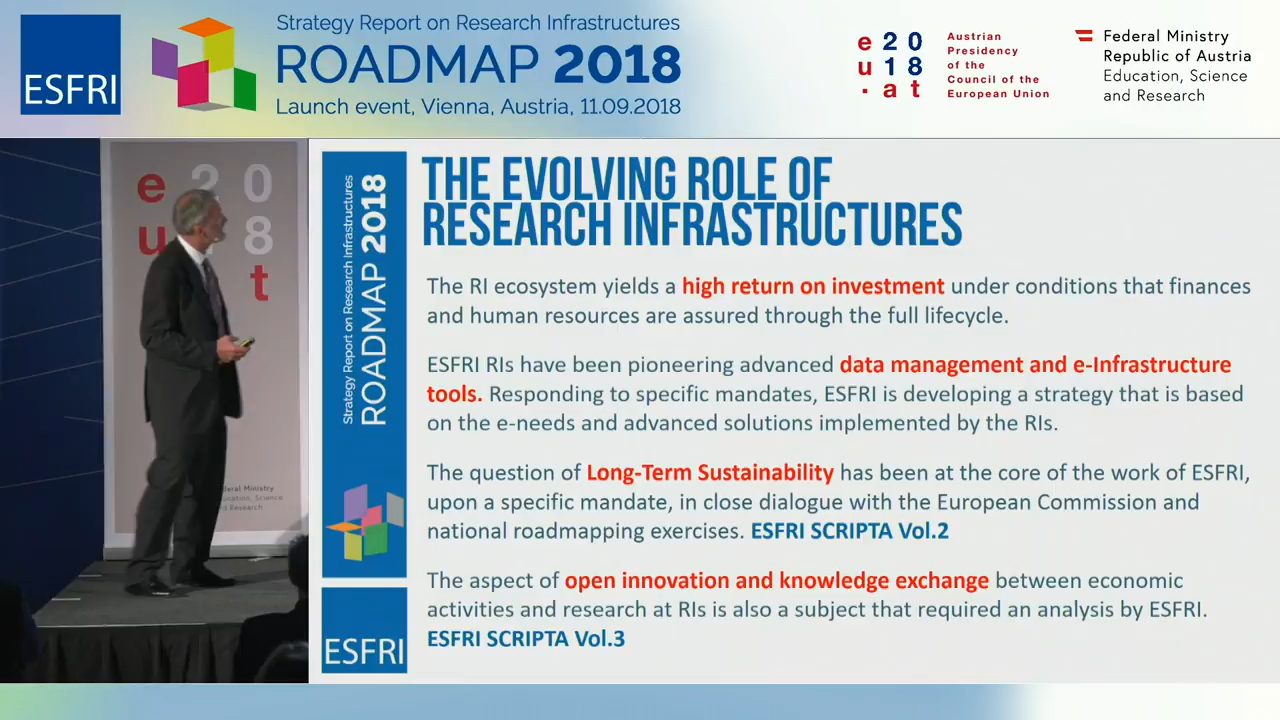 ESFRI
Strategy Report on Research Infrastructures
ROADMAP 2018
Launch event, Vienna, Austria, 11.09.2018
e 20
u 18
. a t
Austrian
Presidency
of the
Council of the
European Union
Federal Ministry
Republic of Austria
Education, Science
and Research
e 2 0
u 8
t
deral Ministry
ducation, Science
nd Research
Strategy Report on Research Infrastructures
ROADMAP 2018
ESFRI
THE EVOLVING ROLE OF
RESEARCH INFRASTRUCTURES
The RI ecosystem yields a high return on investment under conditions that finances
and human resources are assured through the full lifecycle.
ESFRI RIs have been pioneering advanced data management and e-Infrastructure
tools. Responding to specific mandates, ESFRI is developing a strategy that is based
on the e-needs and advanced solutions implemented by the RIs.
The question of Long-Term Sustainability has been at the core of the work of ESFRI,
upon a specific mandate, in close dialogue with the European Commission and
national roadmapping exercises. ESFRI SCRIPTA Vol.2
The aspect of open innovation and knowledge exchange between economic
activities and research at RIs is also a subject that required an analysis by ESFRI.
ESFRI SCRIPTA Vol.3